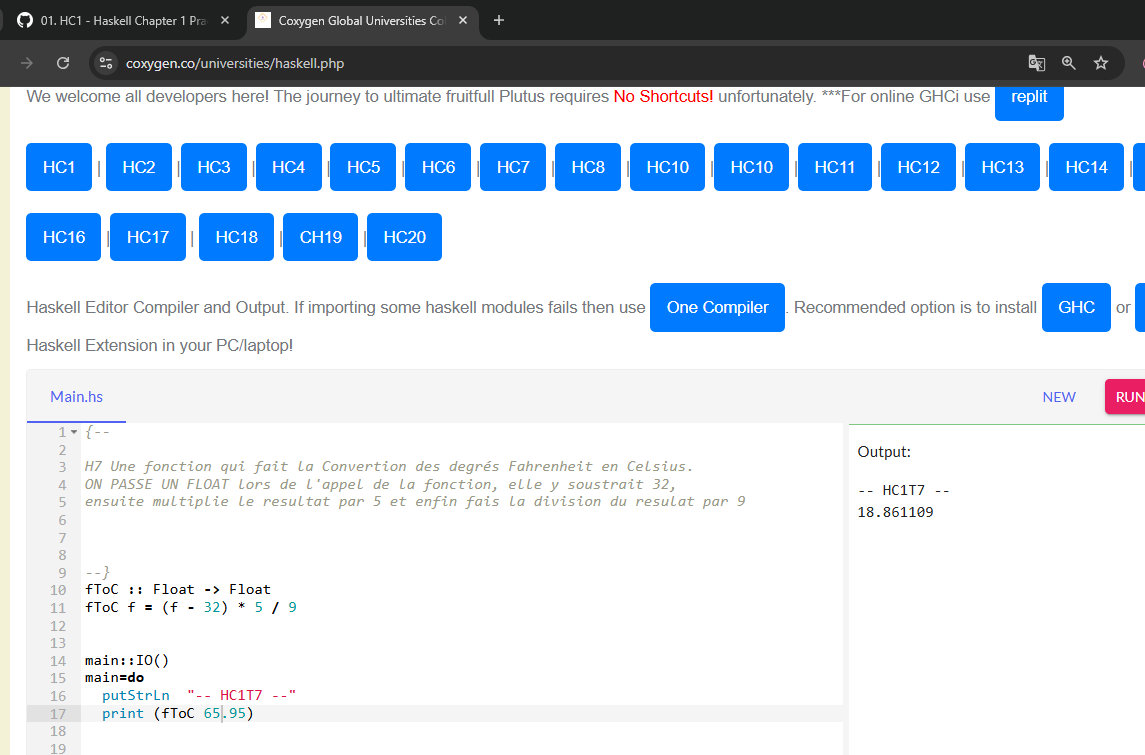 01. HC1 - Haskell Chapter 1 Pra
Coxygen Global Universities Co
coxygen.co/universities/haskell.php
We welcome all developers here! The journey to ultimate fruitfull Plutus requires No Shortcuts! unfortunately. ***For online GHCi use replit
HC1 | HC2 | HC3 | HC4 | HC5 | HC6 | HC7 | HC8 | HC10 | HC10 | HC11 | HC12 | HC13 | HC14 |
HC16 | HC17 | HC18 | CH19 | HC20
Haskell Editor Compiler and Output. If importing some haskell modules fails then use One Compiler. Recommended option is to install GHC or
Haskell Extension in your PC/laptop!
Main.hs
NEW
RUN
1 {--
2
3 H7 Une fonction qui fait la Convertion des degrés Fahrenheit en Celsius.
4 ON PASSE UN FLOAT lors de l'appel de la fonction, elle y soustrait 32,
5 ensuite multiplie le resultat par 5 et enfin fais la division du resulat par 9
6
7
8
9 --}
10 fToC :: Float -> Float
11 fToC f = (f - 32) * 5 / 9
12
13
14 main::IO()
15 main=do
16 putStrLn "-- HC1T7 --"
17 print (fToC 65.95)
18
19
Output:
-- HC1T7 --
18.861109